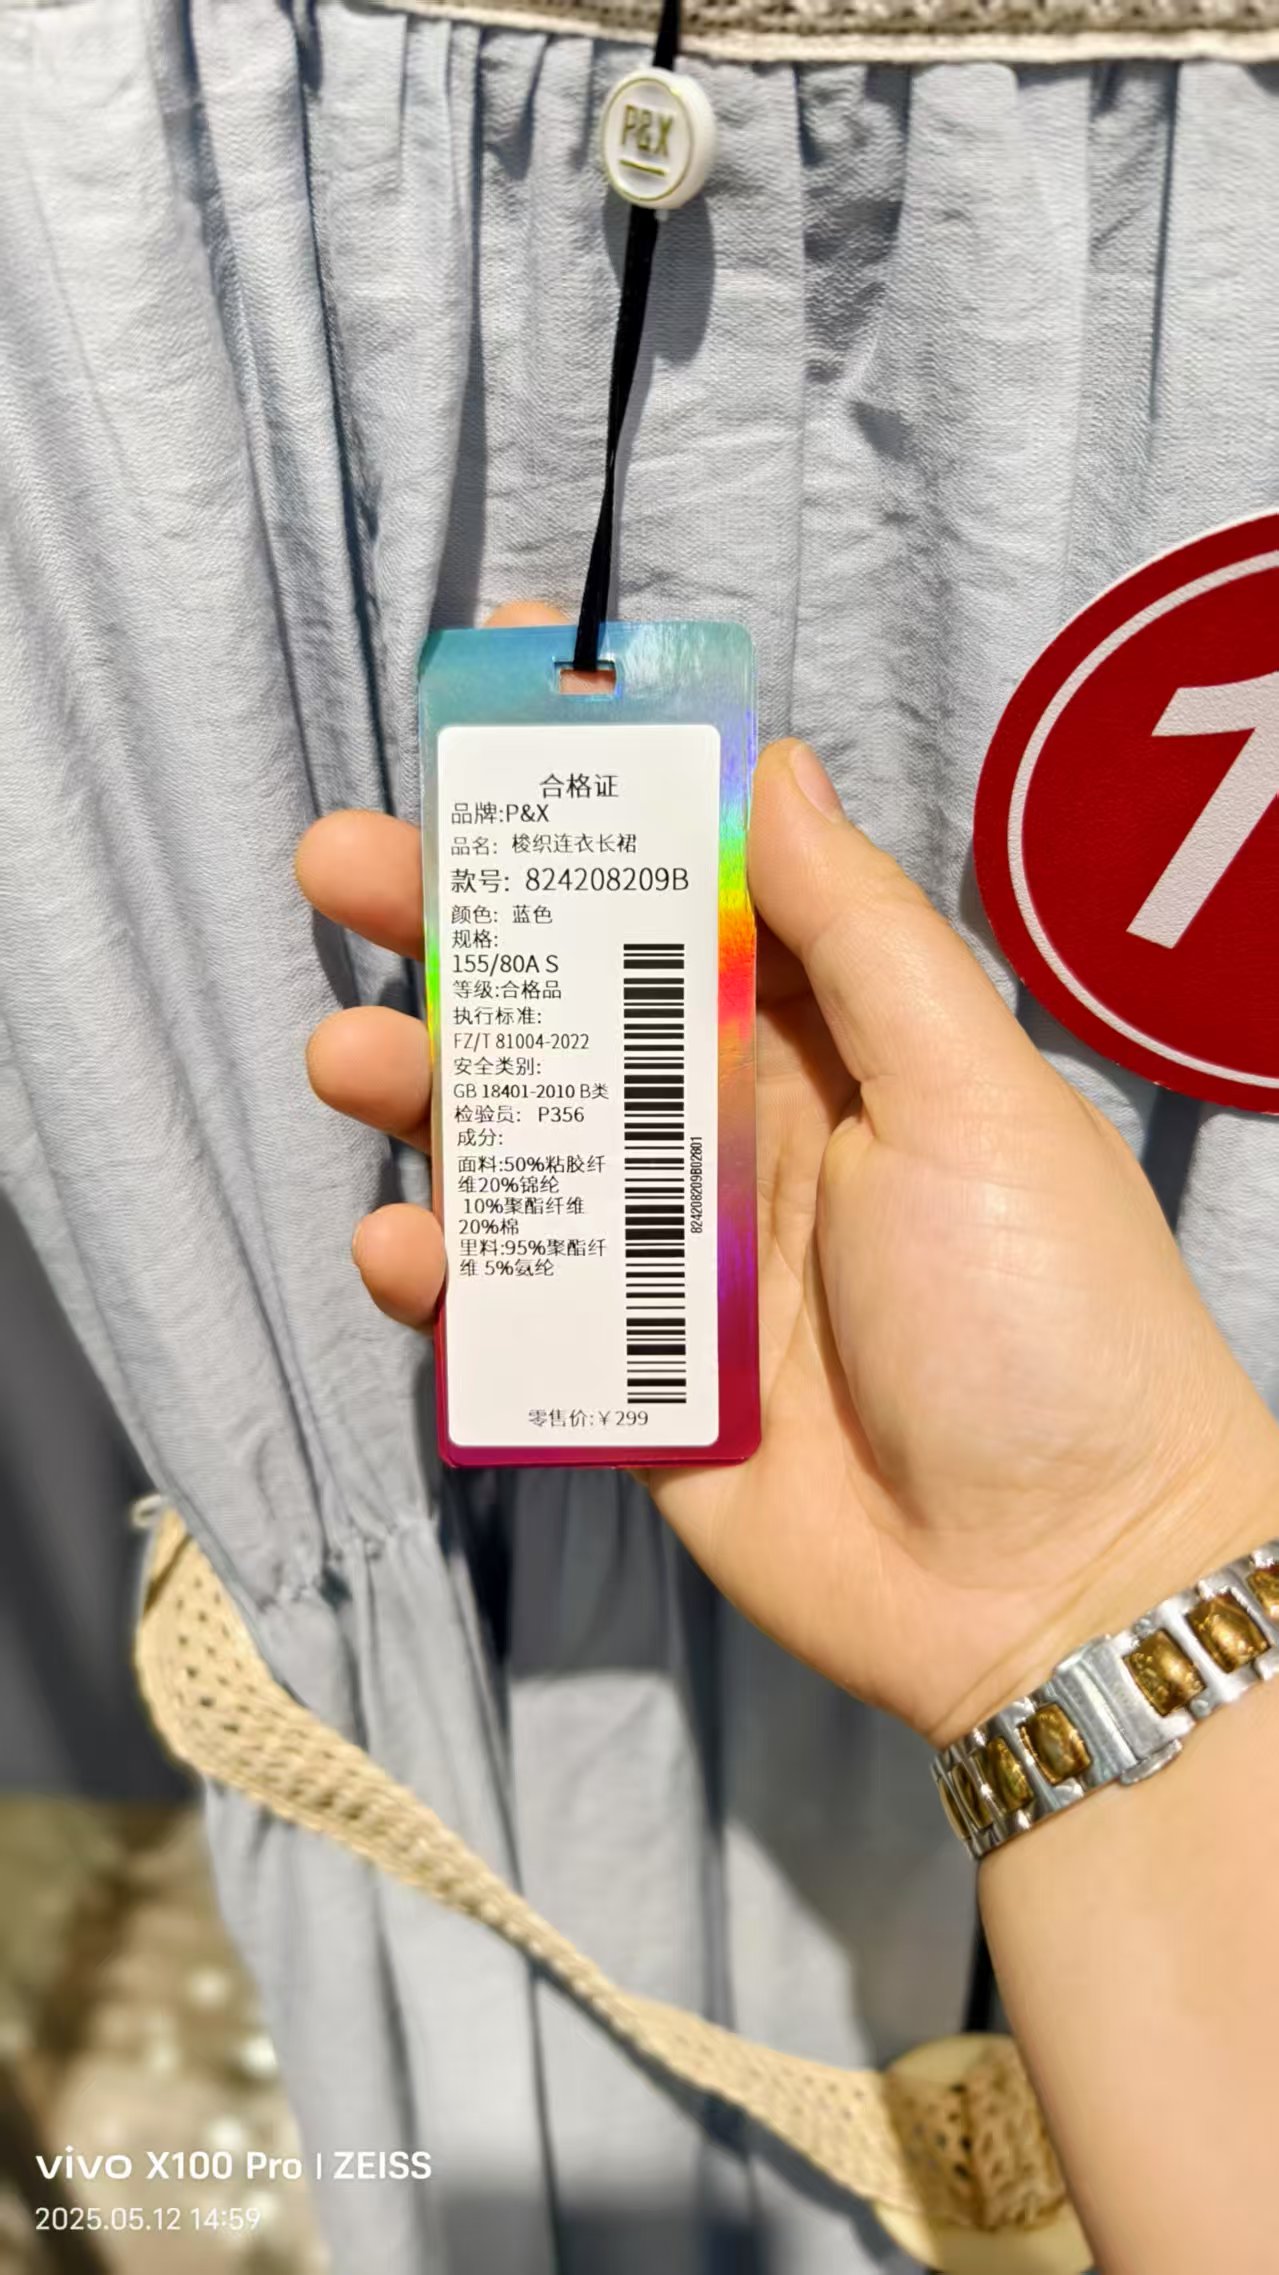 P&X
1
合格证
品牌:P&X
品名: 梭织连衣长裙
款号: 824208209B
颜色: 蓝色
规格:
155/80A S
等级:合格品
执行标准:
FZ/T 81004-2022
安全类别:
GB 18401-2010 B类
检验员: P356
成分:
面料:50%粘胶纤
维20%锦纶
10%聚酯纤维
20%棉
里料:95%聚酯纤
维 5%氨纶
824208209B02801
零售价:¥299
vivo X100 Pro | ZEISS
2025.05.12 14:59